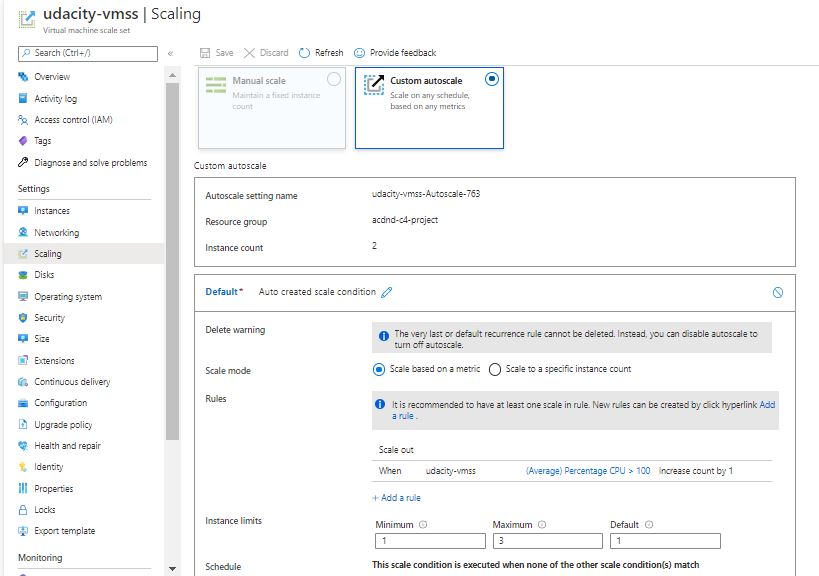 udacity-vmss | Scaling
Virtual machine scale set
Search (Ctrl+/)
«
Save
Discard
Refresh
Provide feedback
Overview
Activity log
Access control (IAM)
Tags
Diagnose and solve problems
Settings
Instances
Networking
Scaling
Disks
Operating system
Security
Size
Extensions
Continuous delivery
Configuration
Upgrade policy
Health and repair
Identity
Properties
Locks
Export template
Monitoring
Manual scale
Maintain a fixed instance
count
Custom autoscale
Scale on any schedule,
based on any metrics
Custom autoscale
Autoscale setting name
udacity-vmss-Autoscale-763
Resource group
acdnd-c4-project
Instance count
2
Default* Auto created scale condition
Delete warning
The very last or default recurrence rule cannot be deleted. Instead, you can disable autoscale to
turn off autoscale.
Scale mode
Scale based on a metric
Scale to a specific instance count
Rules
It is recommended to have at least one scale in rule. New rules can be created by click hyperlink Add
a rule .
Scale out
When udacity-vmss (Average) Percentage CPU > 100 Increase count by 1
+ Add a rule
Instance limits
Minimum
Maximum
Default
1
3
1
Schedule
This scale condition is executed when none of the other scale condition(s) match